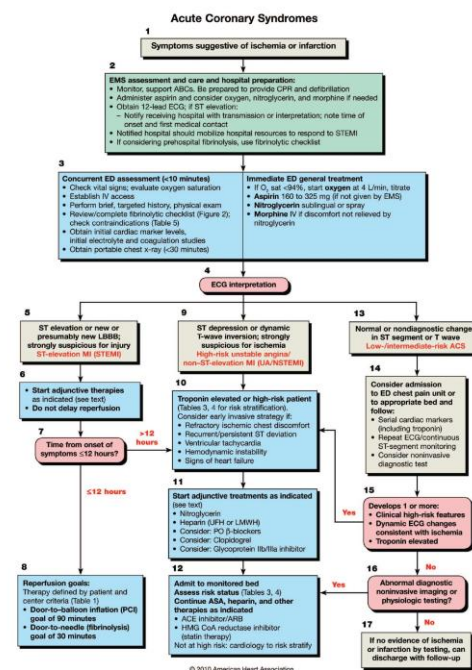 Acute Coronary Syndromes
1
Symptoms suggestive of ischemia or infarction
2
EMS assessment and care and hospital preparation:
• Monitor, support ABCs. Be prepared to provide CPR and defibrillation
• Administer aspirin and consider oxygen, nitroglycerin, and morphine if needed
• Obtain 12-lead ECG; if ST elevation:
– Notify receiving hospital with transmission or interpretation; note time of
onset and first medical contact
• Notified hospital should mobilize hospital resources to respond to STEMI
• If considering prehospital fibrinolysis, use fibrinolytic checklist
3
Concurrent ED assessment (<10 minutes)
• Check vital signs; evaluate oxygen saturation
• Establish IV access
• Perform brief, targeted history, physical exam
• Review/complete fibrinolytic checklist (Figure 2);
check contraindications (Table 5)
• Obtain initial cardiac marker levels,
initial electrolyte and coagulation studies
• Obtain portable chest x-ray (<30 minutes)
Immediate ED general treatment
• If O2 sat <94%, start oxygen at 4 L/min, titrate
• Aspirin 160 to 325 mg (if not given by EMS)
• Nitroglycerin sublingual or spray
• Morphine IV if discomfort not relieved by
nitroglycerin
4
ECG interpretation
5
ST elevation or new or
presumably new LBBB;
strongly suspicious for injury
ST-elevation MI (STEMI)
6
• Start adjunctive therapies
as indicated (see text)
• Do not delay reperfusion
7
Time from onset of
symptoms ≤12 hours?
>12
hours
≤12 hours
8
Reperfusion goals:
Therapy defined by patient and
center criteria (Table 1)
• Door-to-balloon inflation (PCI)
goal of 90 minutes
• Door-to-needle (fibrinolysis)
goal of 30 minutes
9
ST depression or dynamic
T-wave inversion; strongly
suspicious for ischemia
High-risk unstable angina/
non-ST-elevation MI (UA/NSTEMI)
10
Troponin elevated or high-risk patient
(Tables 3, 4 for risk stratification).
Consider early invasive strategy if:
• Refractory ischemic chest discomfort
• Recurrent/persistent ST deviation
• Ventricular tachycardia
• Hemodynamic instability
• Signs of heart failure
11
Start adjunctive treatments as indicated
(see text)
• Nitroglycerin
• Heparin (UFH or LMWH)
• Consider: PO β-blockers
• Consider: Clopidogrel
• Consider: Glycoprotein IIb/IIIa inhibitor
12
Admit to monitored bed
Assess risk status (Tables 3, 4)
Continue ASA, heparin, and
other therapies as indicated
• ACE inhibitor/ARB
• HMG CoA reductase inhibitor
(statin therapy)
Not at high risk: cardiology to risk stratify
13
Normal or nondiagnostic change
in ST segment or T wave
Low-/intermediate-risk ACS
14
Consider admission
to ED chest pain unit or to
appropriate bed and
follow:
• Serial cardiac markers
(including troponin)
• Repeat ECG/continuous
ST-segment monitoring
• Consider noninvasive
diagnostic test
15
Develops 1 or more:
• Clinical high-risk features
• Dynamic ECG changes
consistent with ischemia
• Troponin elevated
Yes
No
16
Abnormal diagnostic
noninvasive imaging or
physiologic testing?
Yes
No
17
If no evidence of ischemia
or infarction by testing, can
discharge with follow-up
© 2010 American Heart Association